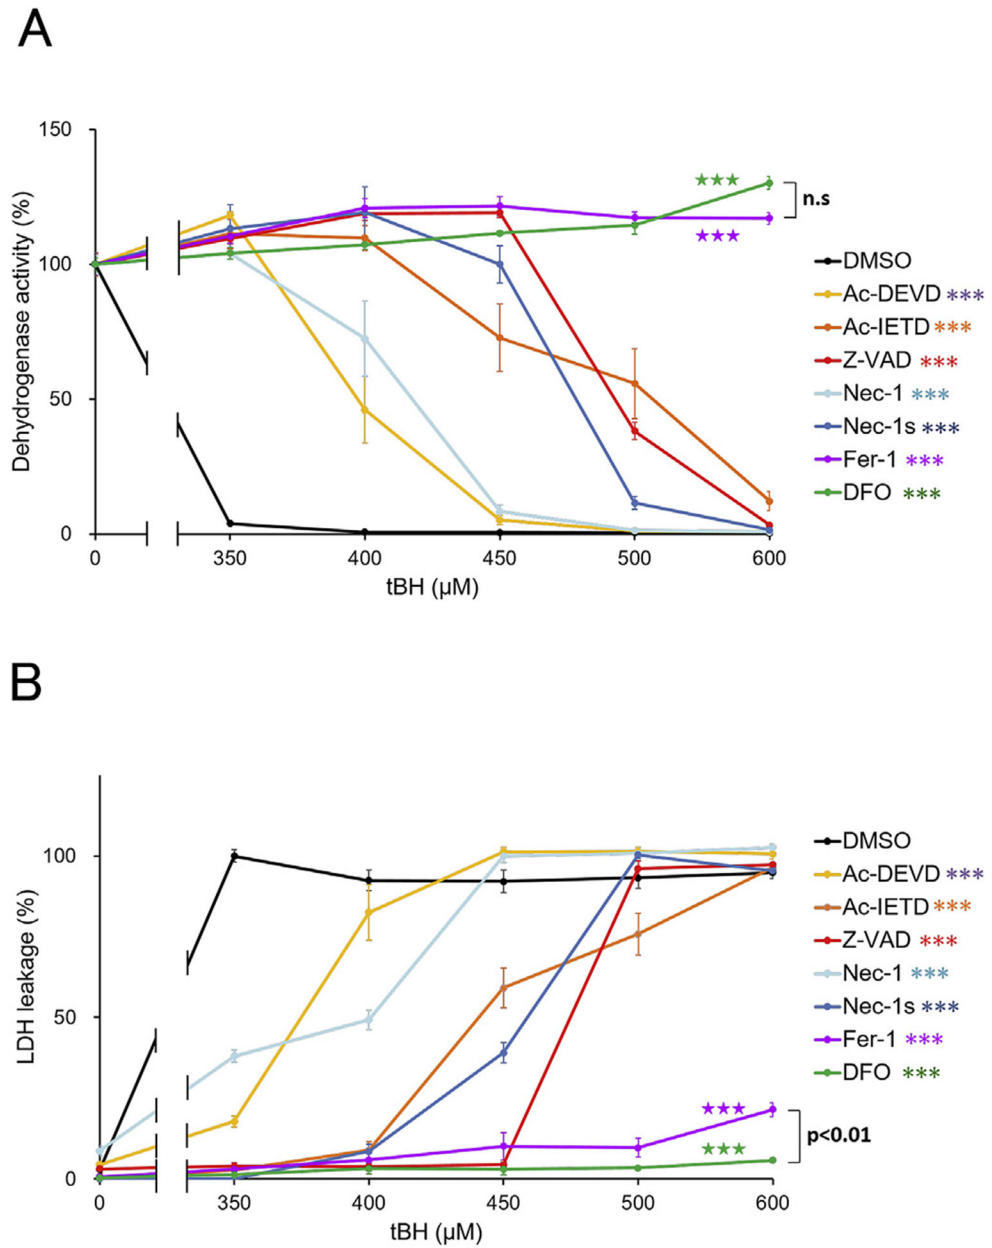 A
Dehydrogenase activity (%)
150
100
50
0
★★★
n.s
★★★
DMSO
Ac-DEVD ***
Ac-IETD ***
Z-VAD ***
Nec-1 ***
Nec-1s ***
Fer-1 ***
DFO ***
0 350 400 450 500 600
tBH (µM)
B
LDH leakage (%)
100
50
0
★★★
p<0.01
★★★
DMSO
Ac-DEVD ***
Ac-IETD ***
Z-VAD ***
Nec-1 ***
Nec-1s ***
Fer-1 ***
DFO ***
0 350 400 450 500 600
tBH (µM)